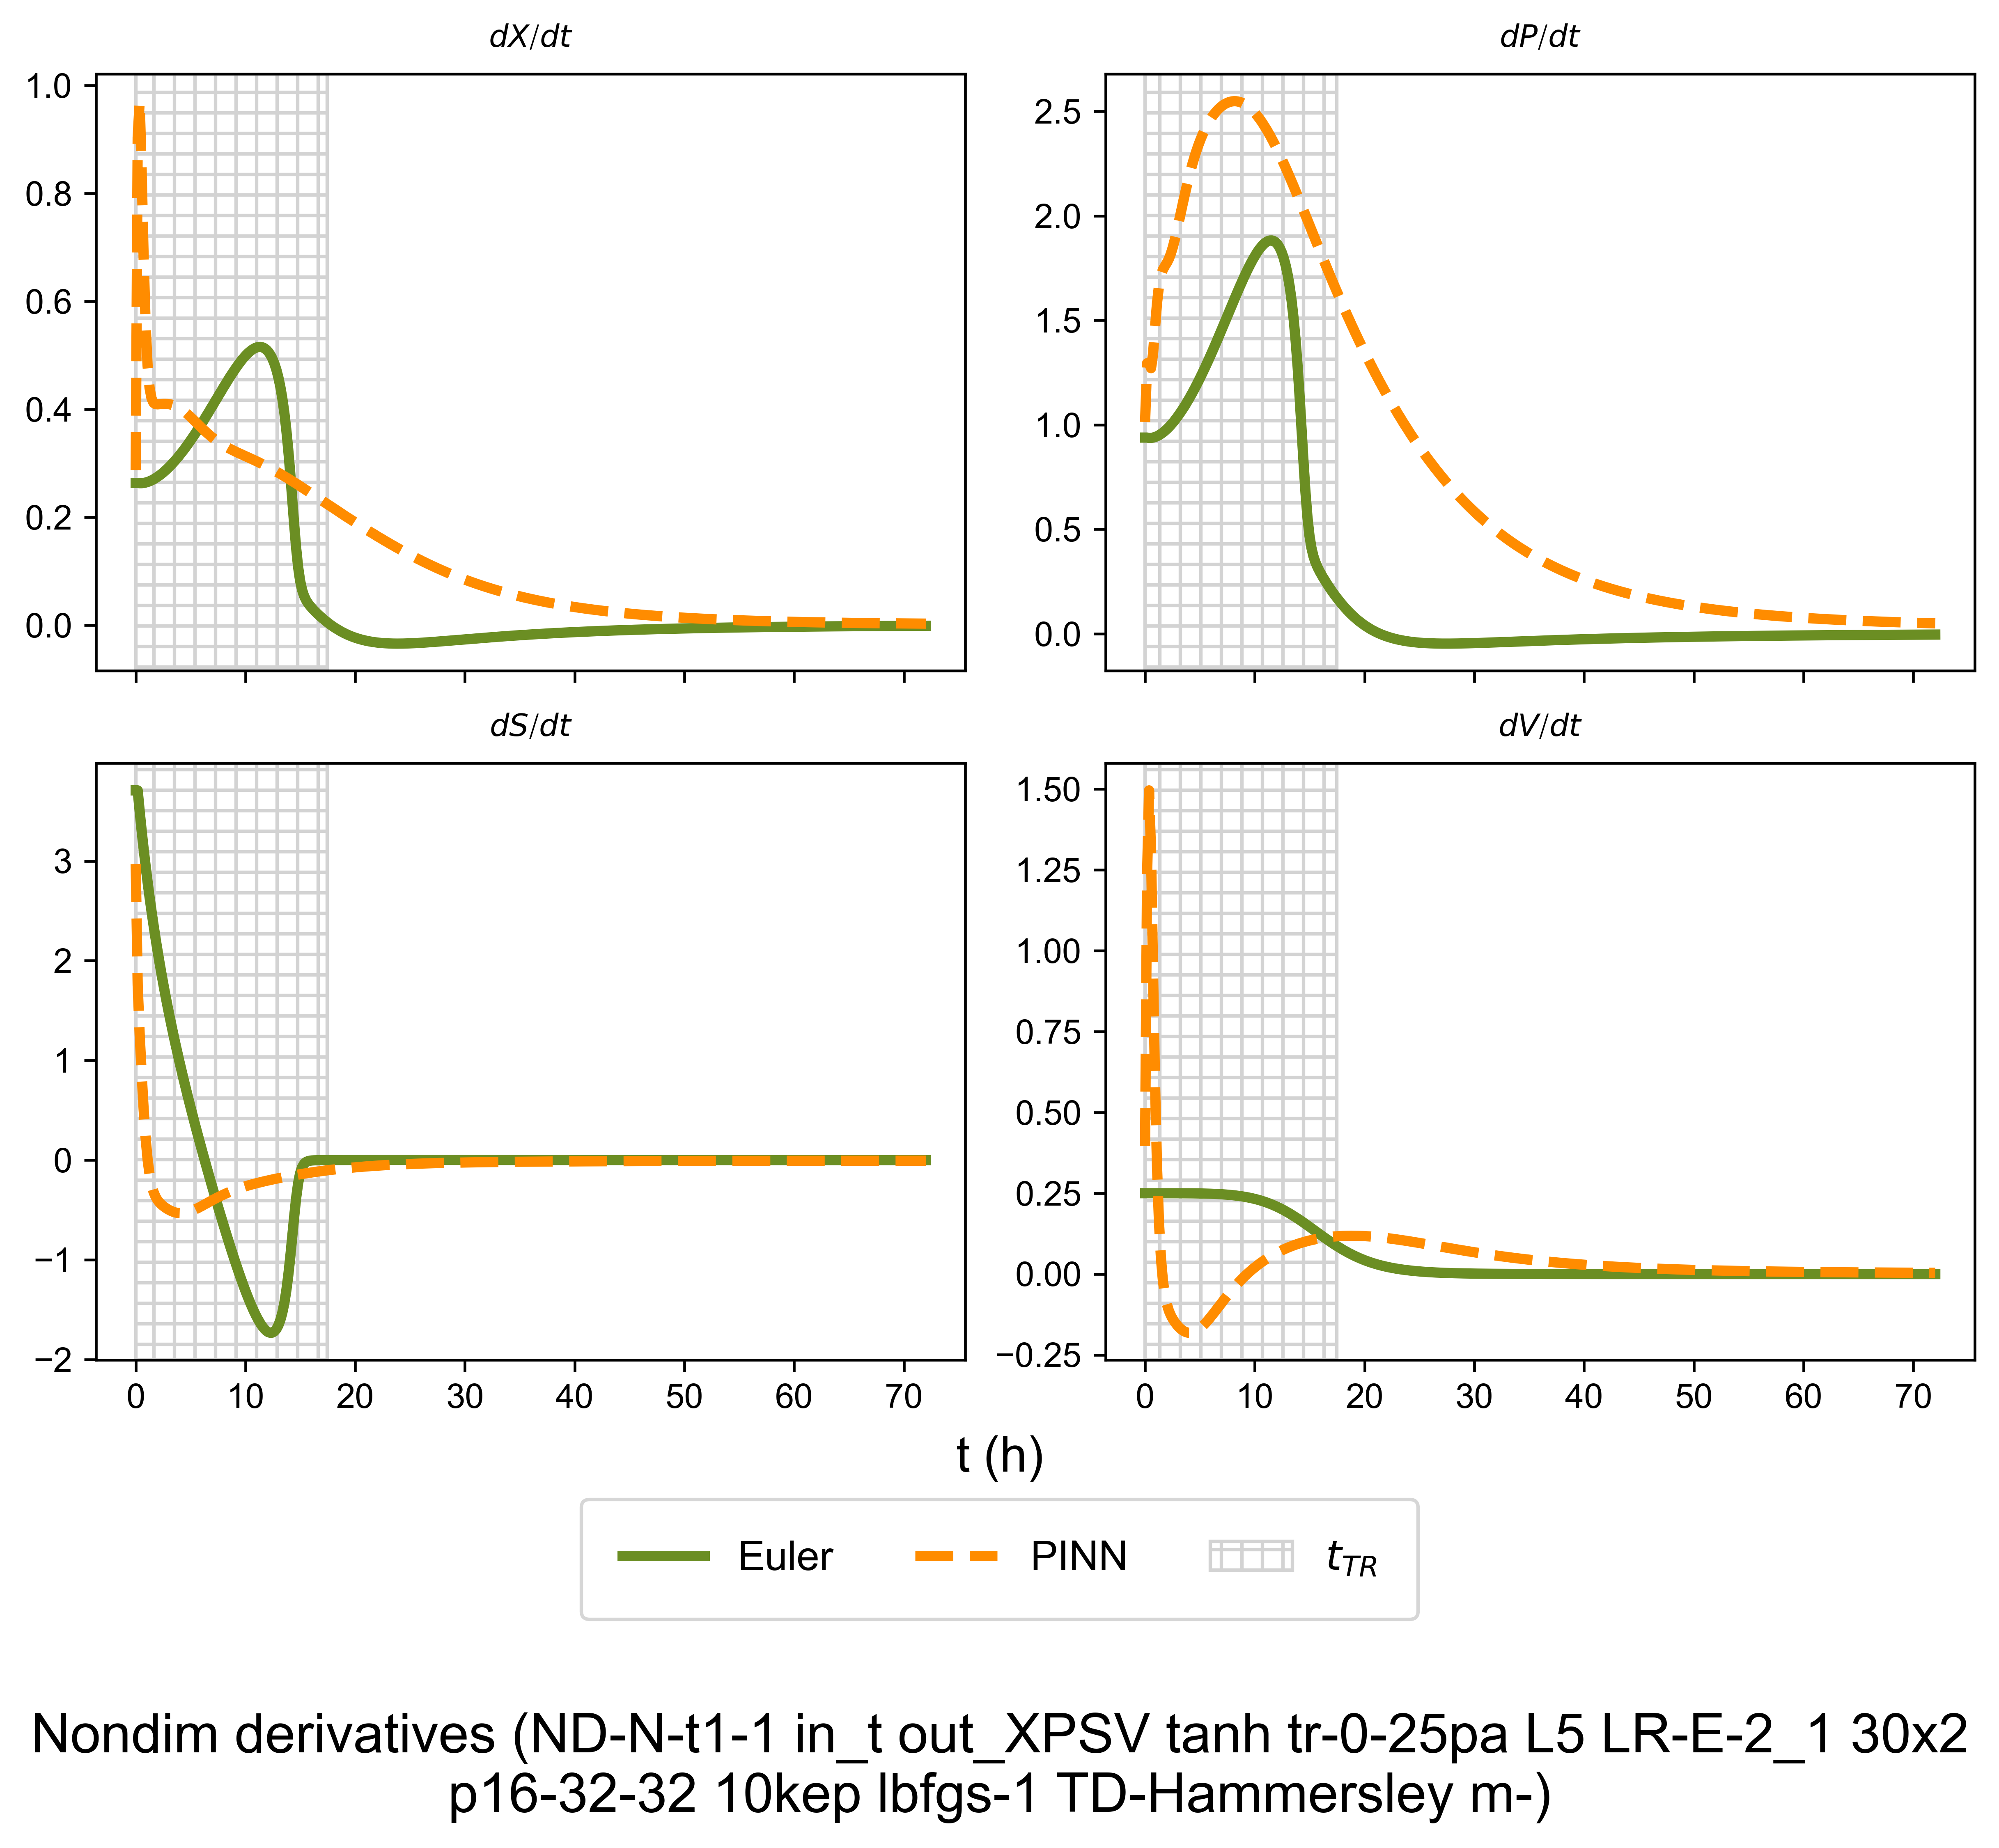 dX/dt
dP/dt
1.0
0.8
0.6
0.4
0.2
0.0
2.5
2.0
1.5
1.0
0.5
0.0
dS/dt
dV/dt
3
2
1
0
−1
−2
1.50
1.25
1.00
0.75
0.50
0.25
0.00
−0.25
0 10 20 30 40 50 60 70
0 10 20 30 40 50 60 70
t (h)
Euler PINN t_TR
Nondim derivatives (ND-N-t1-1 in_t out_XPSV tanh tr-0-25pa L5 LR-E-2_1 30x2
p16-32-32 10kep lbfgs-1 TD-Hammersley m-)